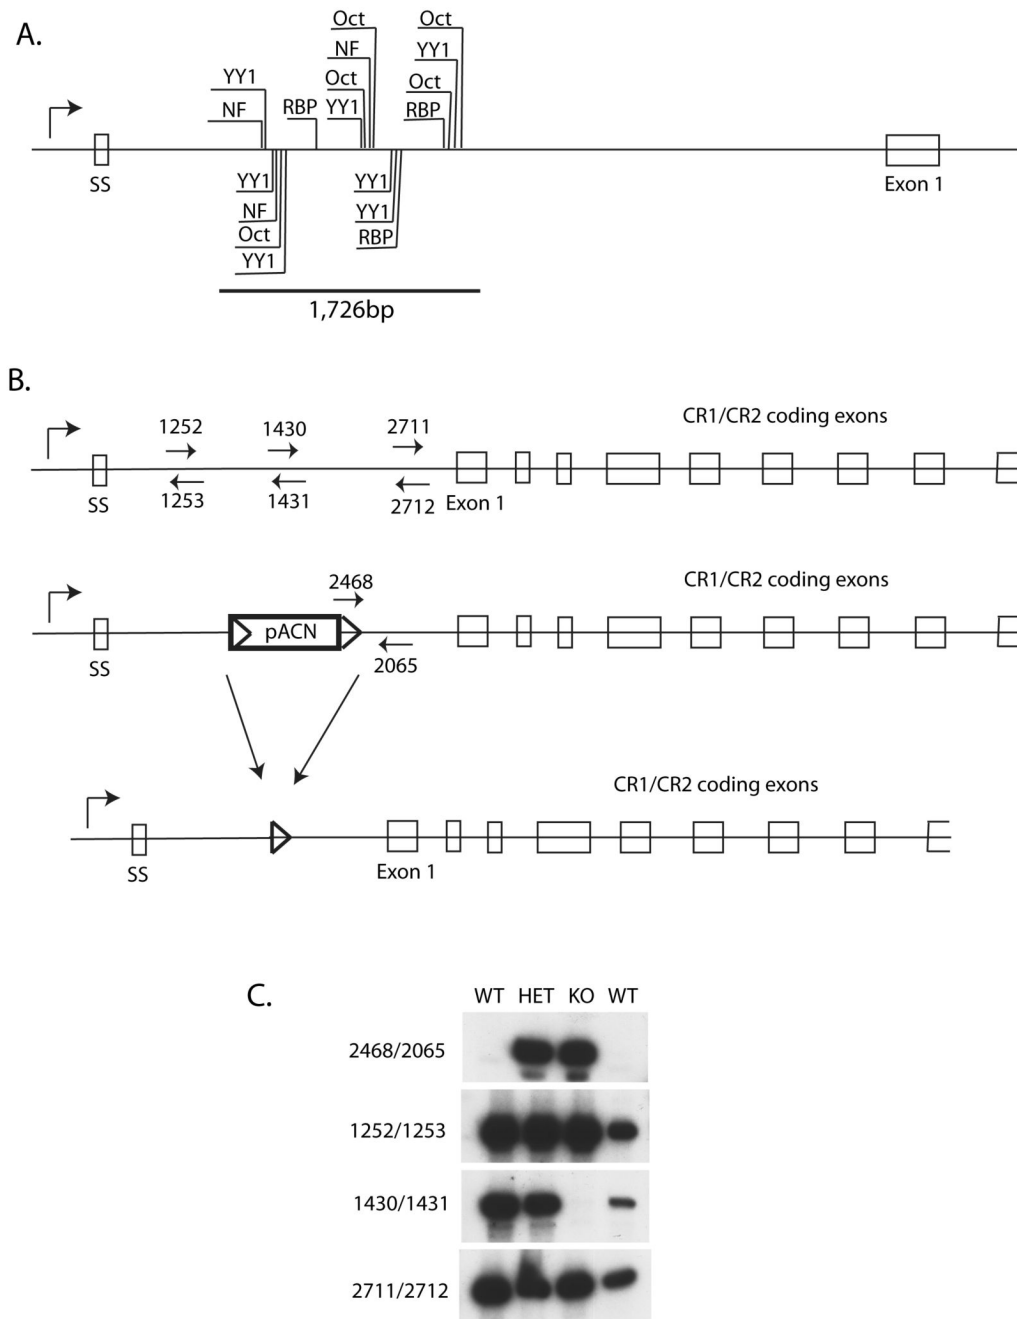 A.
Oct Oct
NF YY1
YY1 Oct Oct
NF RBP YY1 RBP
SS Exon 1
YY1 YY1
NF YY1
Oct RBP
YY1
1,726bp
B.
CR1/CR2 coding exons
1252 1430 2711
1253 1431 2712
SS Exon 1
CR1/CR2 coding exons
2468
pACN
2065
SS
CR1/CR2 coding exons
SS Exon 1
C.
WT HET KO WT
2468/2065
1252/1253
1430/1431
2711/2712